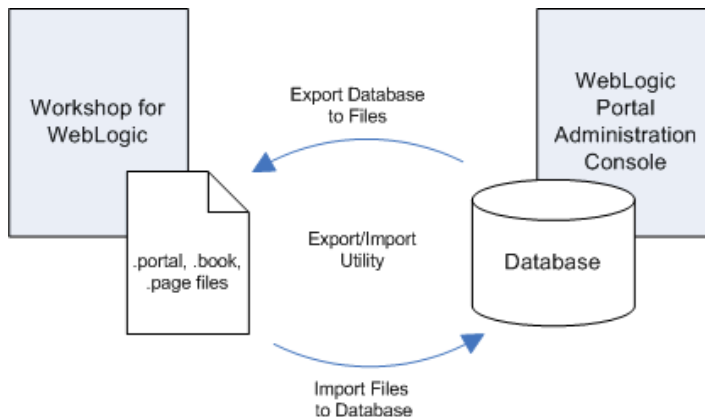 Workshop for
WebLogic
Export Database
to Files
WebLogic
Portal
Administration
Console
.portal, .book,
.page files
Export/Import
Utility
Database
Import Files
to Database